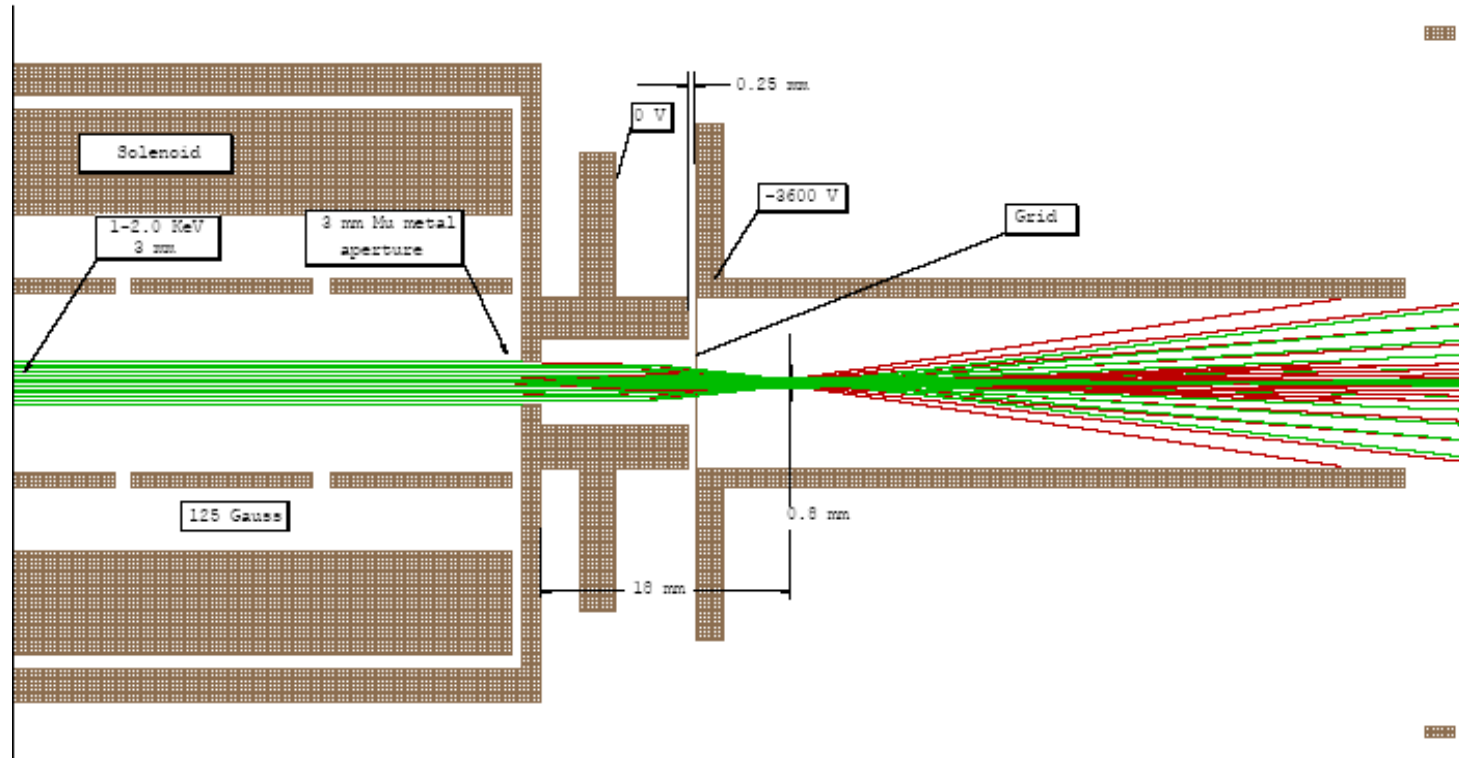 0.25 mm
0 V
Solenoid
-3600 V
Grid
1-2.0 KeV
3 mm
3 mm Mu metal
aperture
125 Gauss
0.8 mm
18 mm